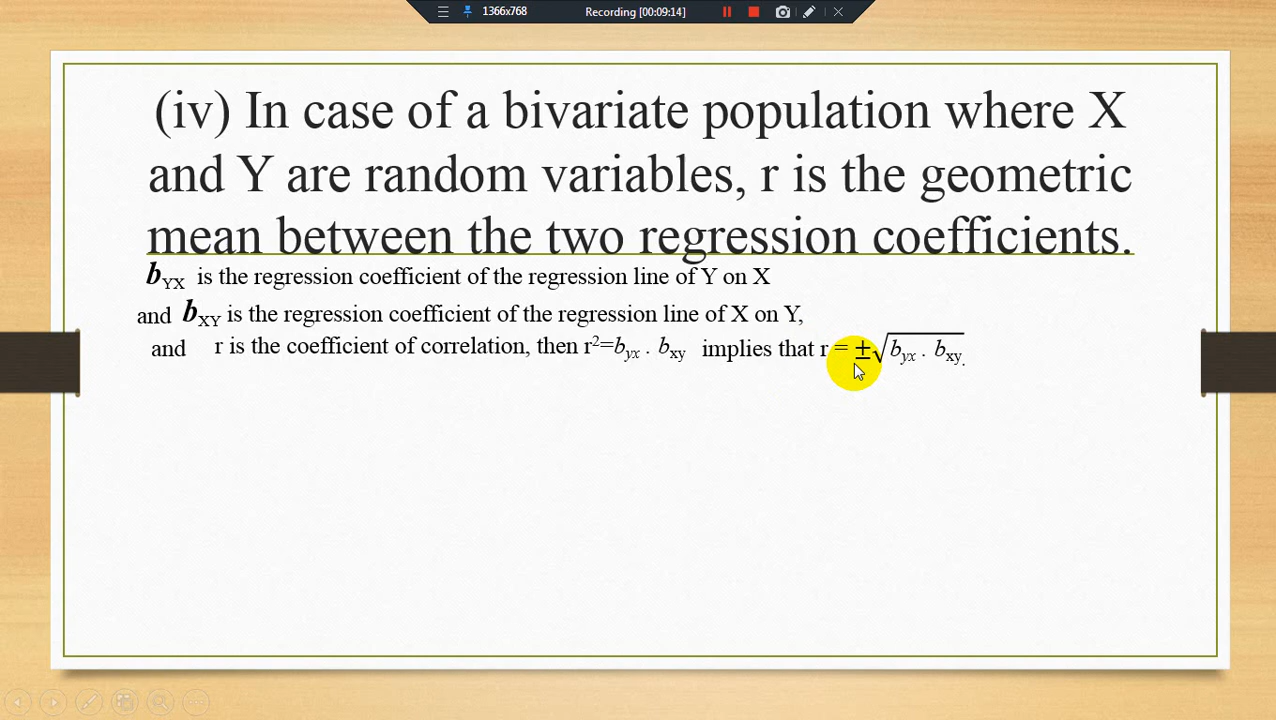 1366x768 Recording [00:09:14]
(iv) In case of a bivariate population where X
and Y are random variables, r is the geometric
mean between the two regression coefficients.
bYX is the regression coefficient of the regression line of Y on X
and bXY is the regression coefficient of the regression line of X on Y,
and r is the coefficient of correlation, then r²=byx . bxy implies that r = ±√byx . bxy.